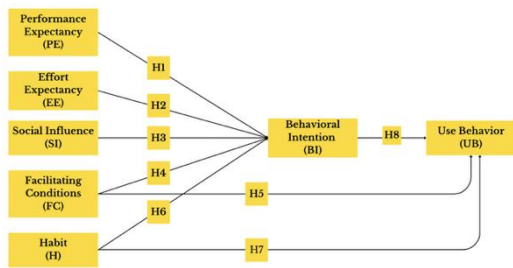 Performance
Expectancy
(PE)
H1
Effort
Expectancy
(EE)
H2
Social Influence
(SI)
H3
Behavioral
Intention
(BI)
H8
Use Behavior
(UB)
Facilitating
Conditions
(FC)
H4
H5
H6
Habit
(H)
H7